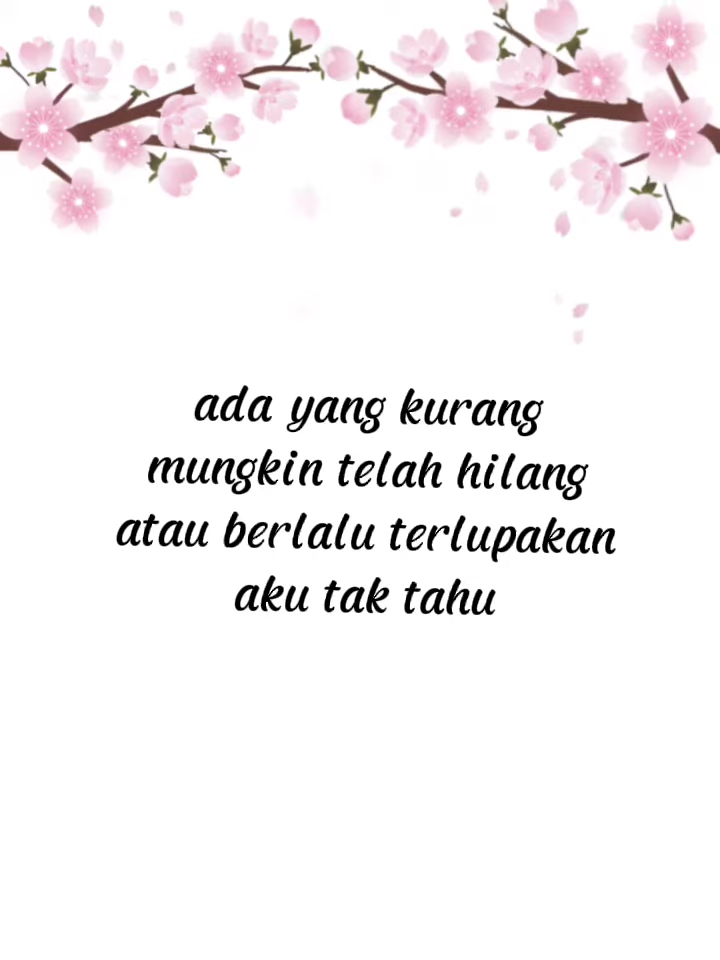 ada yang kurang
mungkin telah hilang
atau berlalu terlupakan
aku tak tahu